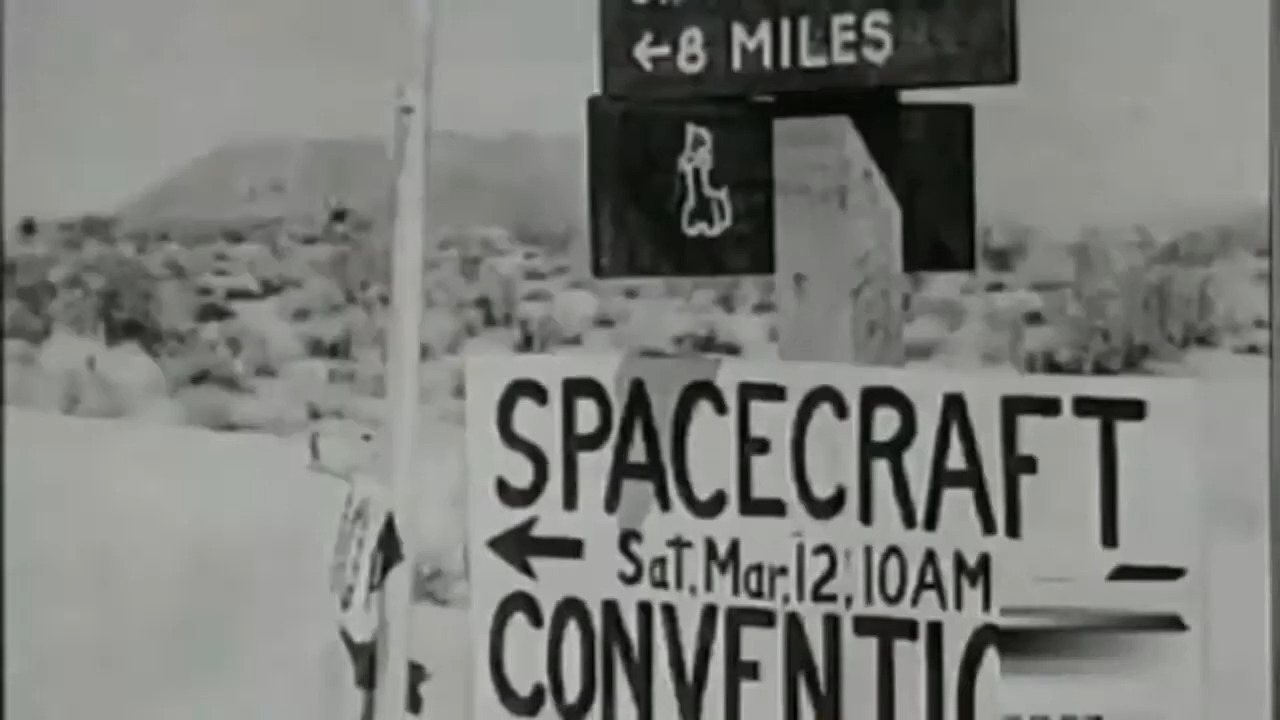 ←8 MILES
SPACECRAFT
← Sat. Mar. 12, 10AM